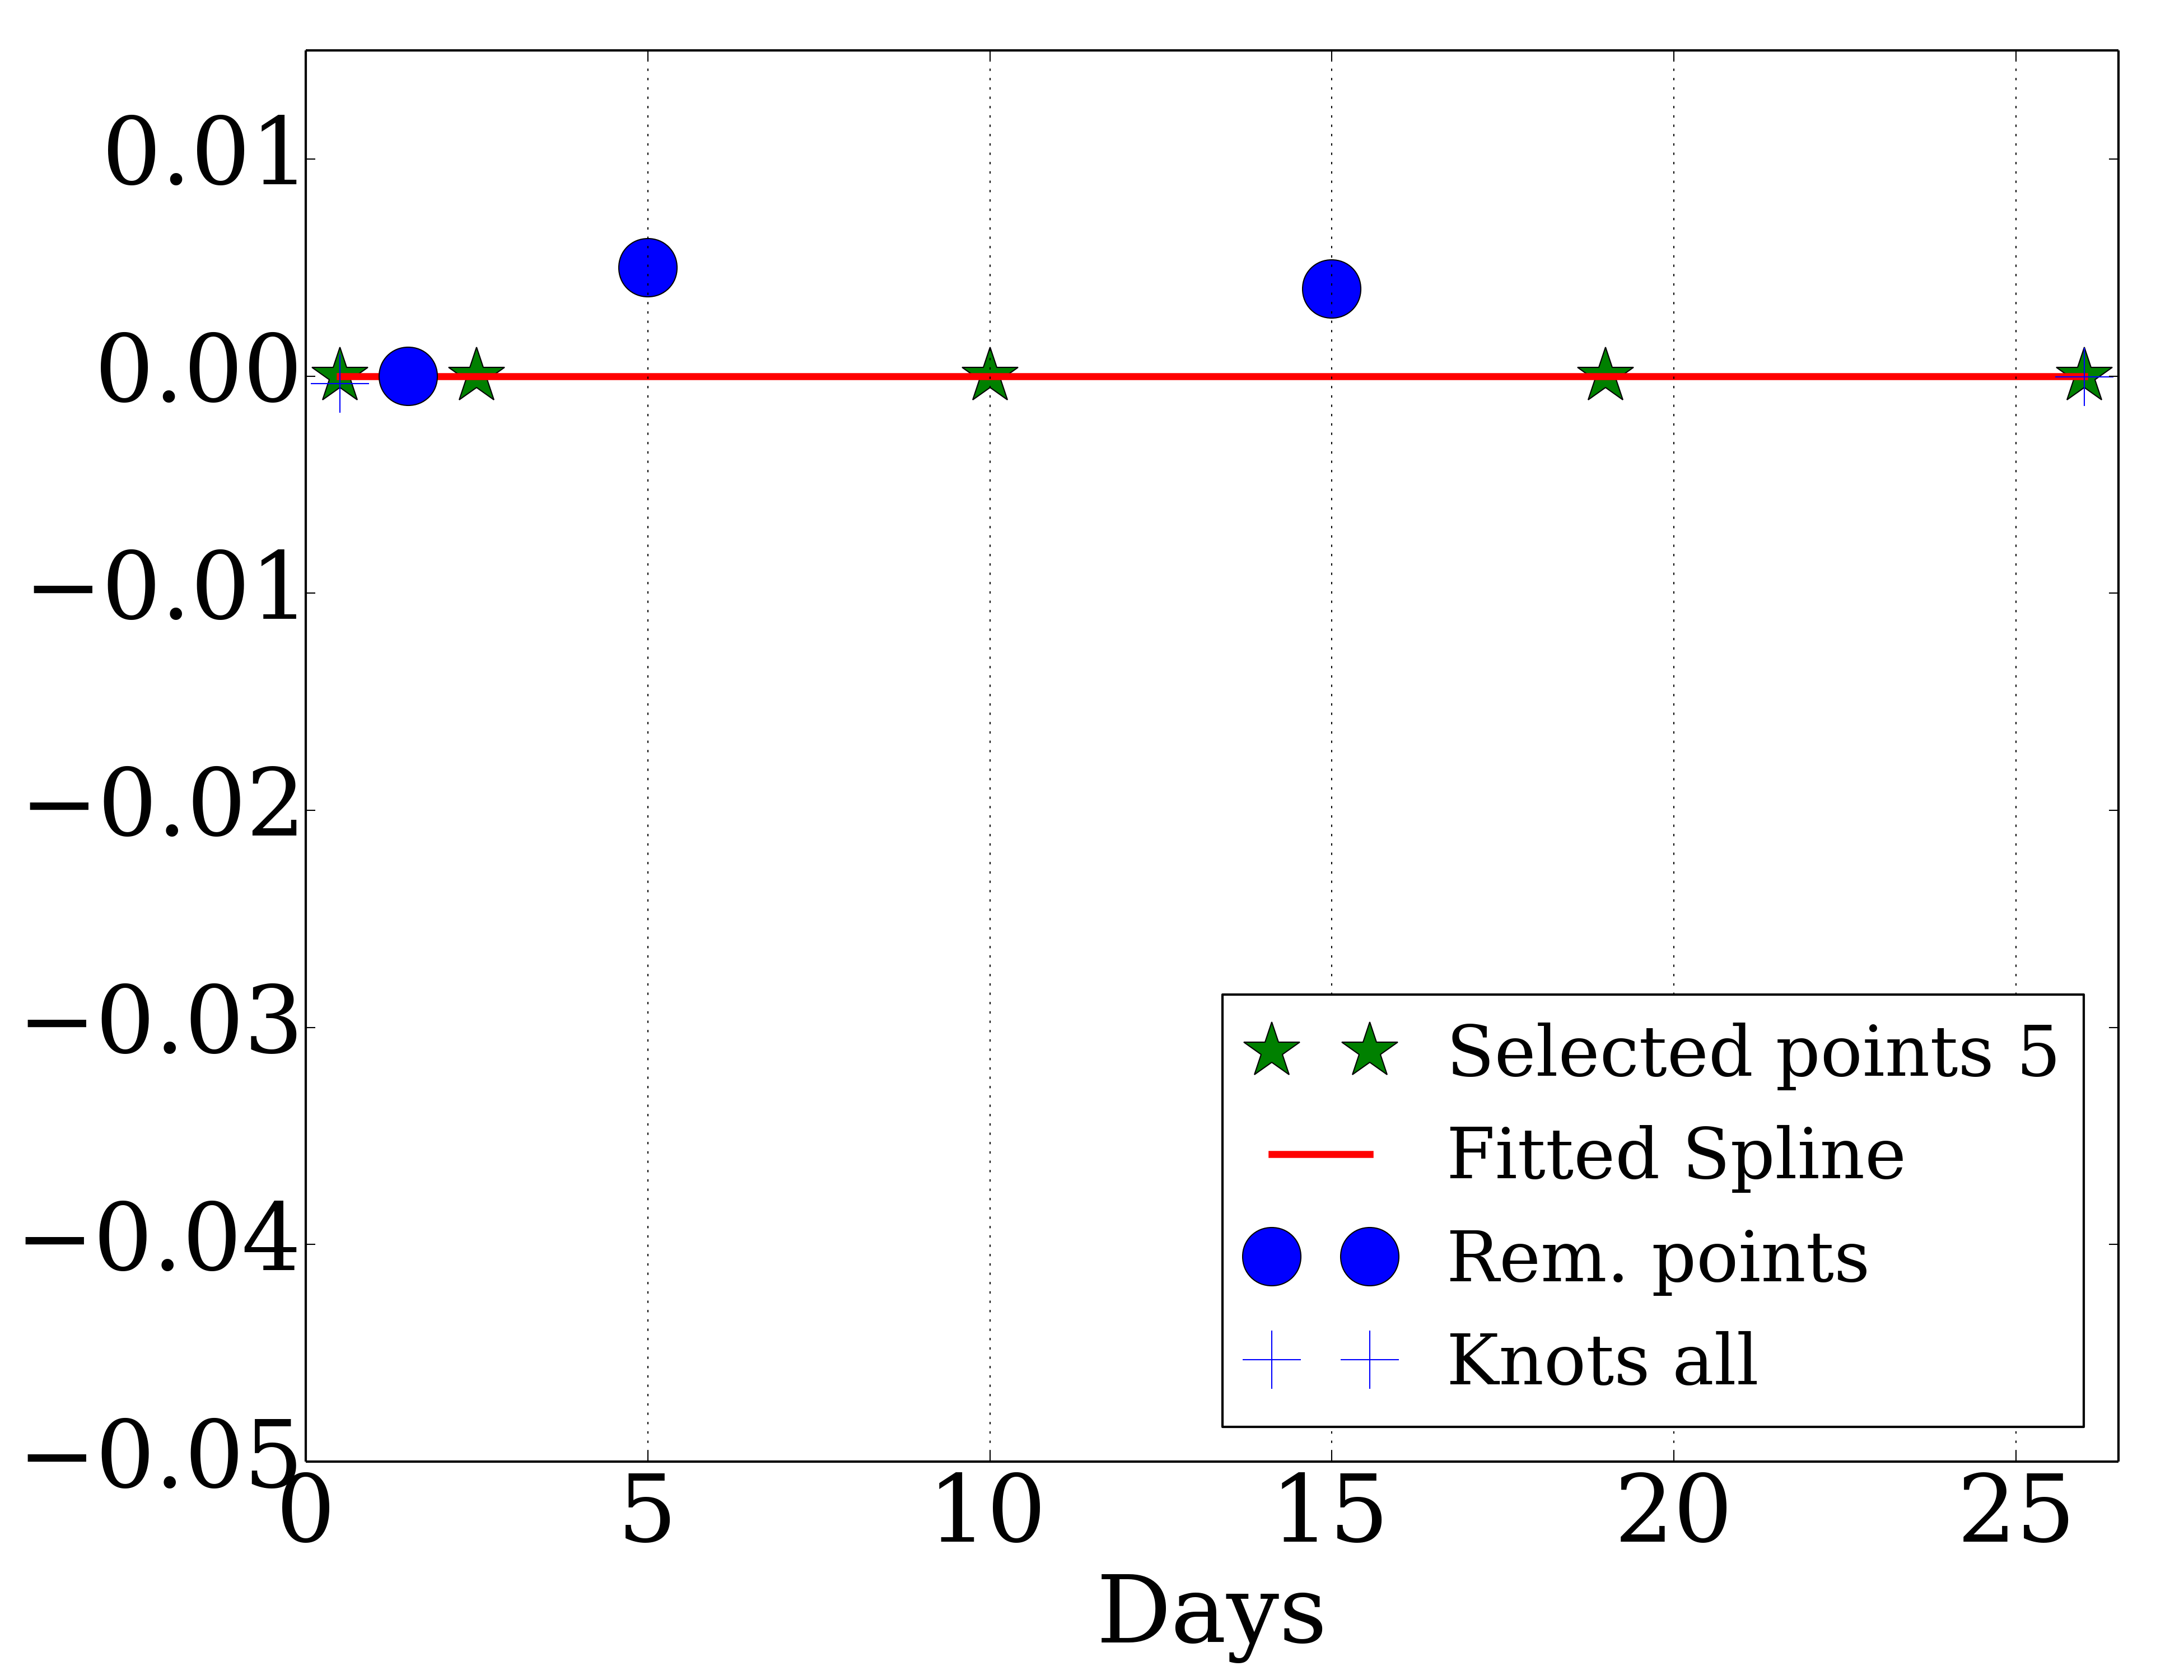 0.01
0.00
−0.01
−0.02
−0.03
−0.04
−0.05
Selected points 5
Fitted Spline
Rem. points
Knots all
0 5 10 15 20 25
Days